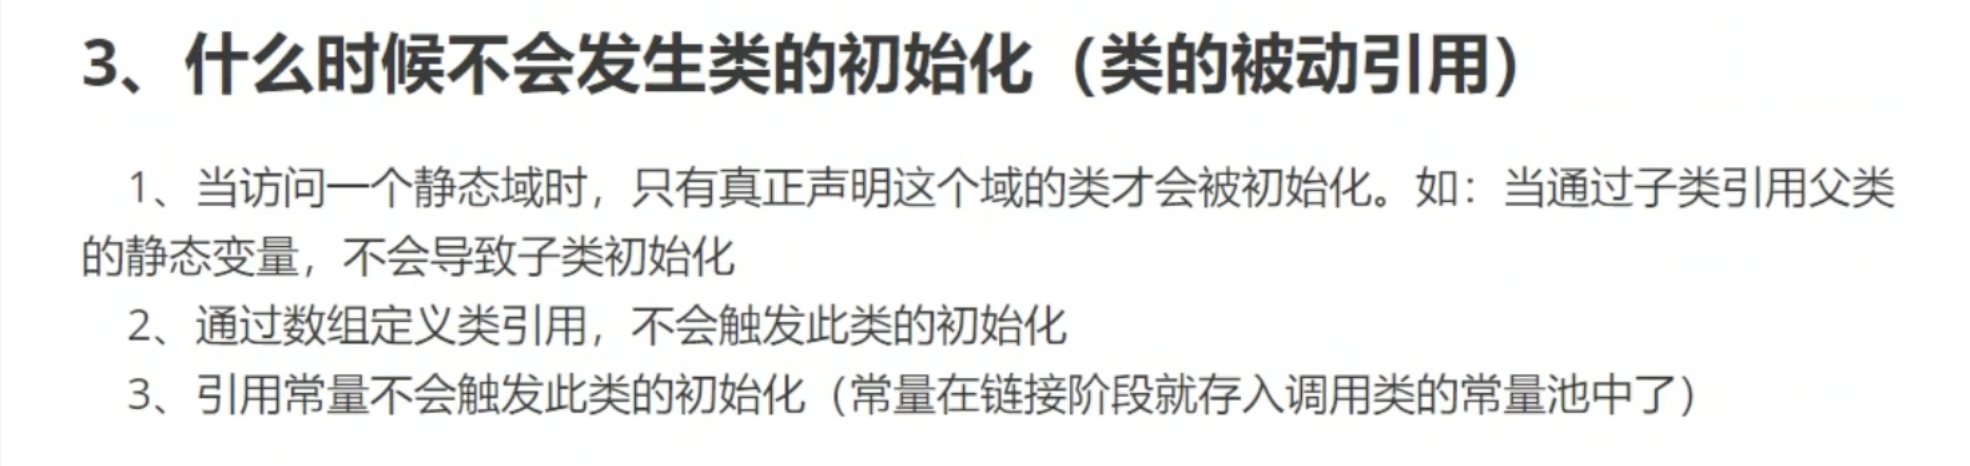 3、什么时候不会发生类的初始化（类的被动引用）
1、当访问一个静态域时，只有真正声明这个域的类才会被初始化。如：当通过子类引用父类
的静态变量，不会导致子类初始化
2、通过数组定义类引用，不会触发此类的初始化
3、引用常量不会触发此类的初始化（常量在链接阶段就存入调用类的常量池中了）